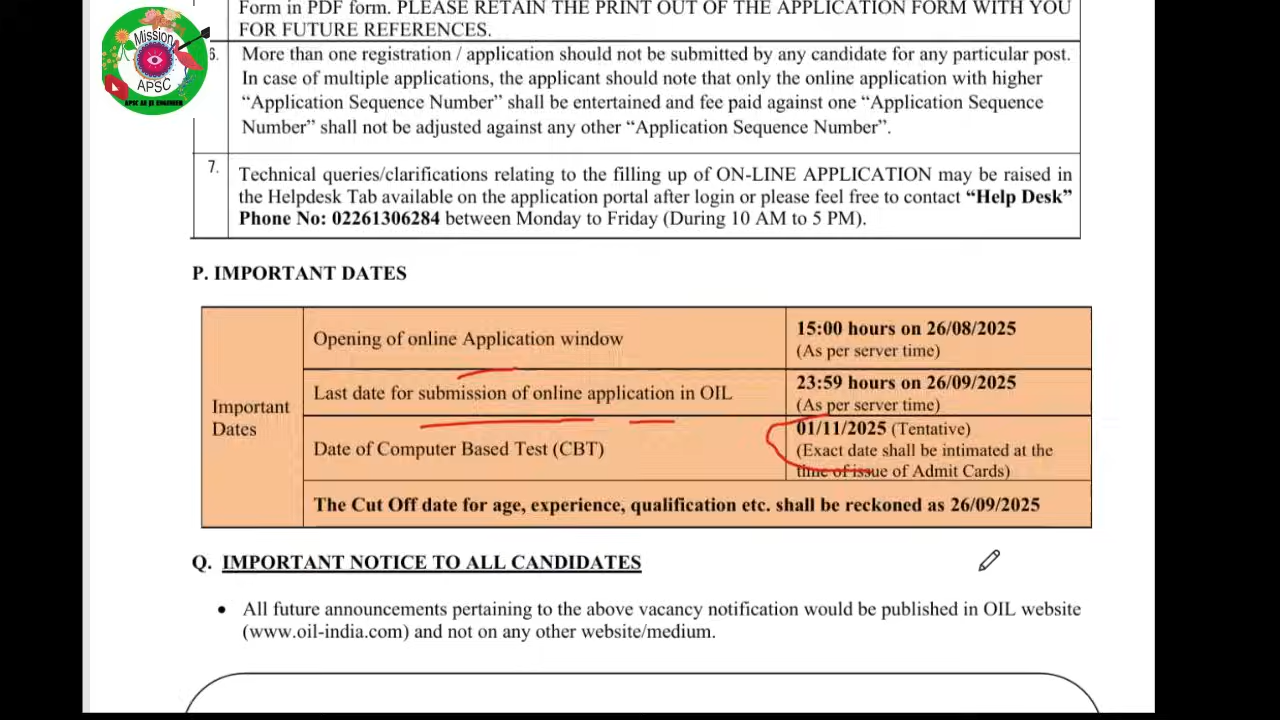 Form in PDF form. PLEASE RETAIN THE PRINT OUT OF THE APPLICATION FORM WITH YOU
FOR FUTURE REFERENCES.
Mission
APSC
APSC AE JE ENGINEER
6. More than one registration / application should not be submitted by any candidate for any particular post.
In case of multiple applications, the applicant should note that only the online application with higher
“Application Sequence Number” shall be entertained and fee paid against one “Application Sequence
Number” shall not be adjusted against any other “Application Sequence Number”.
7. Technical queries/clarifications relating to the filling up of ON-LINE APPLICATION may be raised in
the Helpdesk Tab available on the application portal after login or please feel free to contact “Help Desk”
Phone No: 02261306284 between Monday to Friday (During 10 AM to 5 PM).
P. IMPORTANT DATES
Important
Dates
Opening of online Application window
15:00 hours on 26/08/2025
(As per server time)
Last date for submission of online application in OIL
23:59 hours on 26/09/2025
(As per server time)
Date of Computer Based Test (CBT)
01/11/2025 (Tentative)
(Exact date shall be intimated at the
time of issue of Admit Cards)
The Cut Off date for age, experience, qualification etc. shall be reckoned as 26/09/2025
Q. IMPORTANT NOTICE TO ALL CANDIDATES
• All future announcements pertaining to the above vacancy notification would be published in OIL website
(www.oil-india.com) and not on any other website/medium.